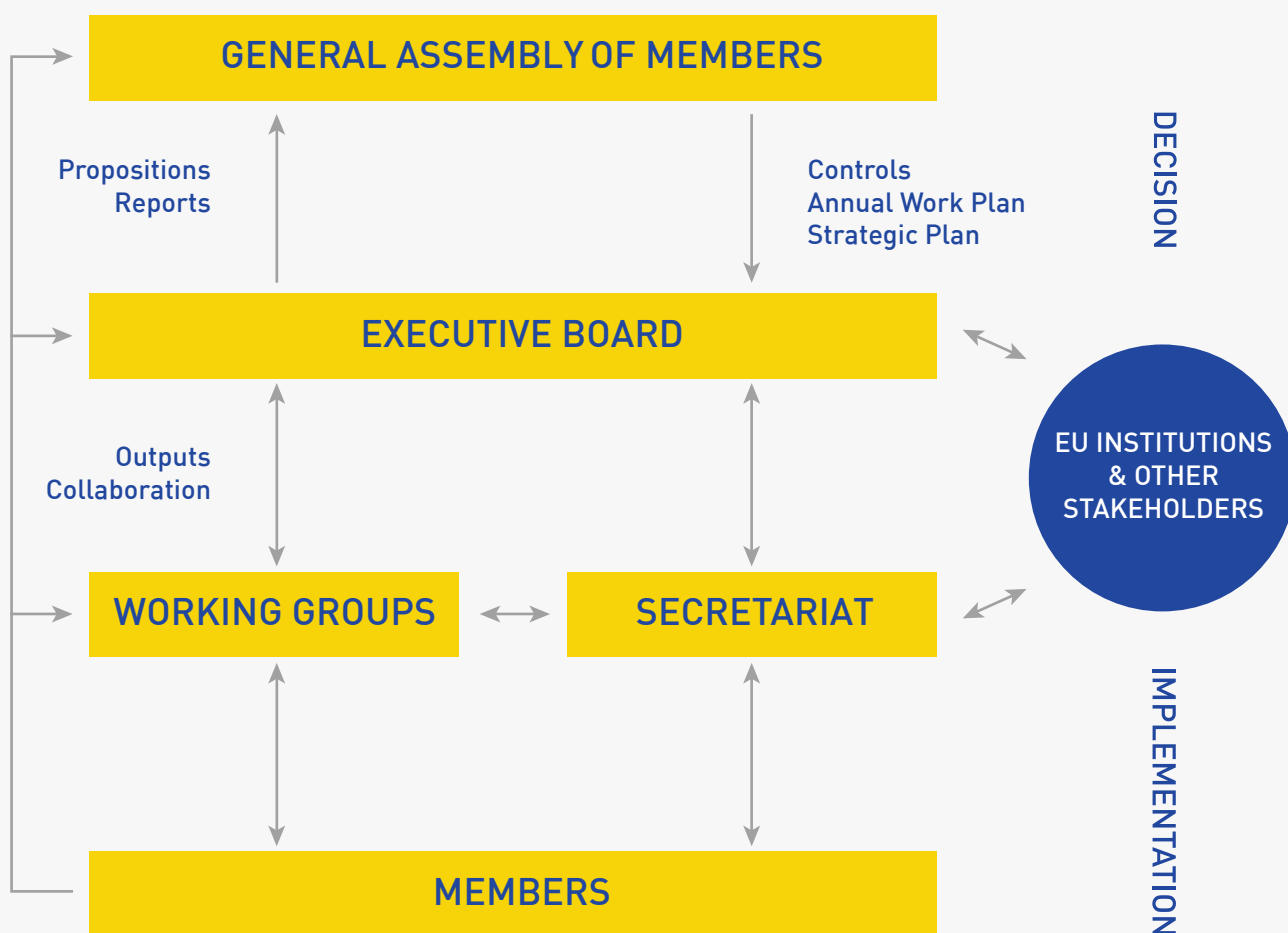 GENERAL ASSEMBLY OF MEMBERS
Propositions
Reports
Controls
Annual Work Plan
Strategic Plan
DECISION
EXECUTIVE BOARD
Outputs
Collaboration
EU INSTITUTIONS
& OTHER
STAKEHOLDERS
WORKING GROUPS
SECRETARIAT
IMPLEMENTATION
MEMBERS